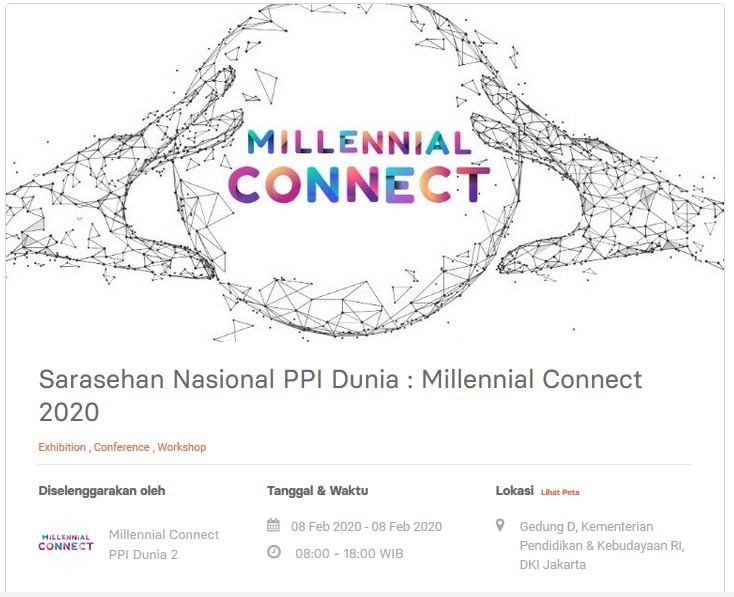 MILLENNIAL
CONNECT
Sarasehan Nasional PPI Dunia : Millennial Connect
2020
Exhibition , Conference , Workshop
Diselenggarakan oleh
MILLENNIAL
CONNECT
Millennial Connect
PPI Dunia 2
Tanggal & Waktu
08 Feb 2020 - 08 Feb 2020
08:00 - 18:00 WIB
Lokasi Lihat Peta
Gedung D, Kementerian
Pendidikan & Kebudayaan RI,
DKI Jakarta